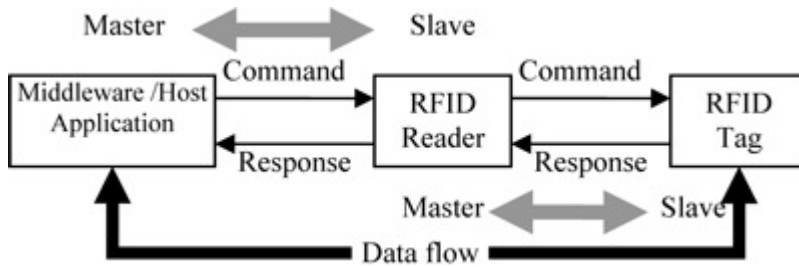 Master Slave
Command Command
Middleware /Host
Application
RFID
Reader
RFID
Tag
Response Response
Master Slave
Data flow